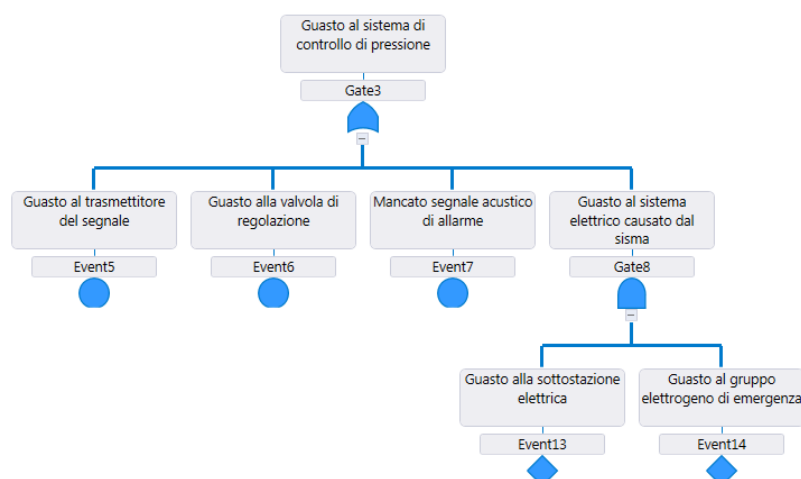 Guasto al sistema di
controllo di pressione
Gate3
Guasto al trasmettitore
del segnale
Event5
Guasto alla valvola di
regolazione
Event6
Mancato segnale acustico
di allarme
Event7
Guasto al sistema
elettrico causato dal
sisma
Gate8
Guasto alla sottostazione
elettrica
Event13
Guasto al gruppo
elettrogeno di emergenza
Event14